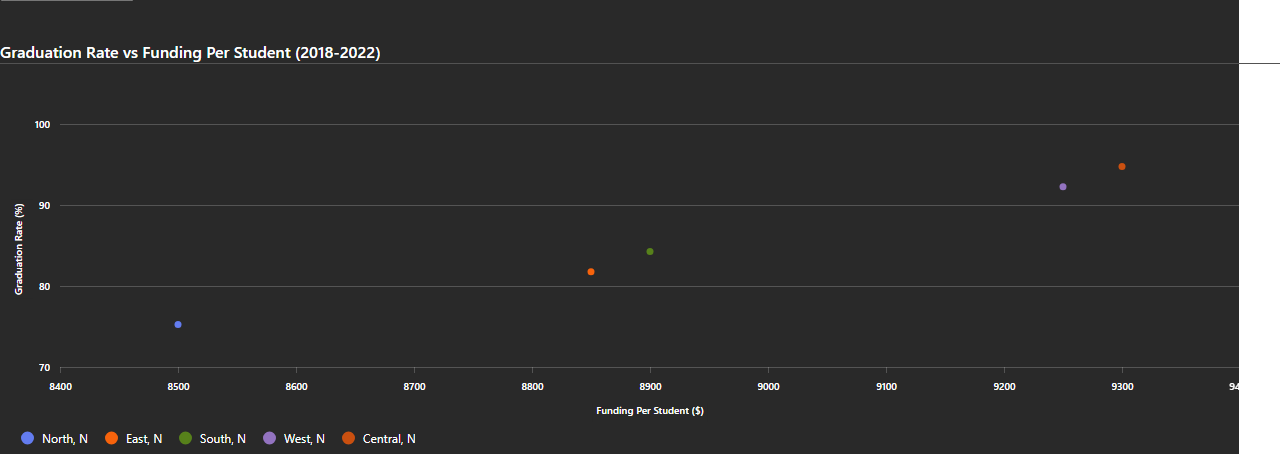 Graduation Rate vs Funding Per Student (2018-2022)
100
90
80
70
Graduation Rate (%)
8400 8500 8600 8700 8800 8900 9000 9100 9200 9300 94
Funding Per Student ($)
North, N East, N South, N West, N Central, N